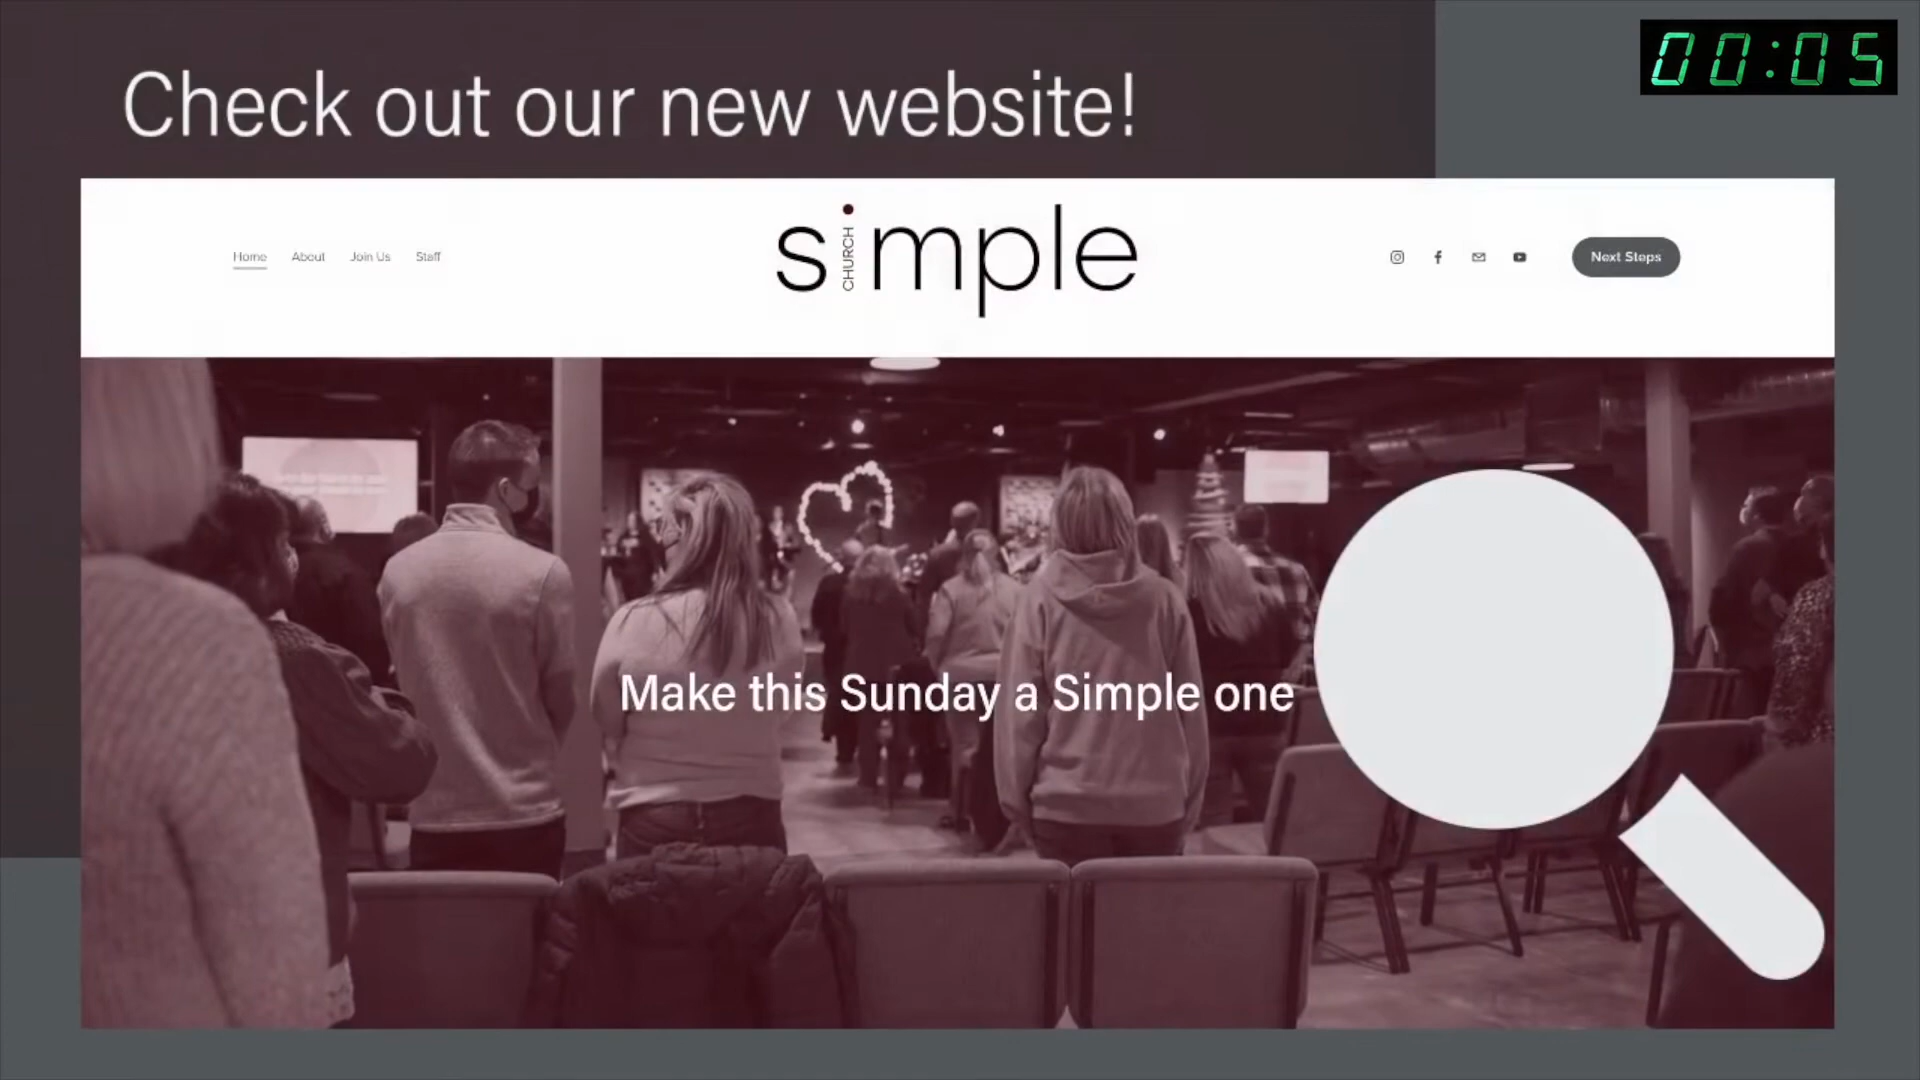 Check out our new website!
00:05
Home About Join Us Staff
simple
CHURCH
Next Steps
Make this Sunday a Simple one